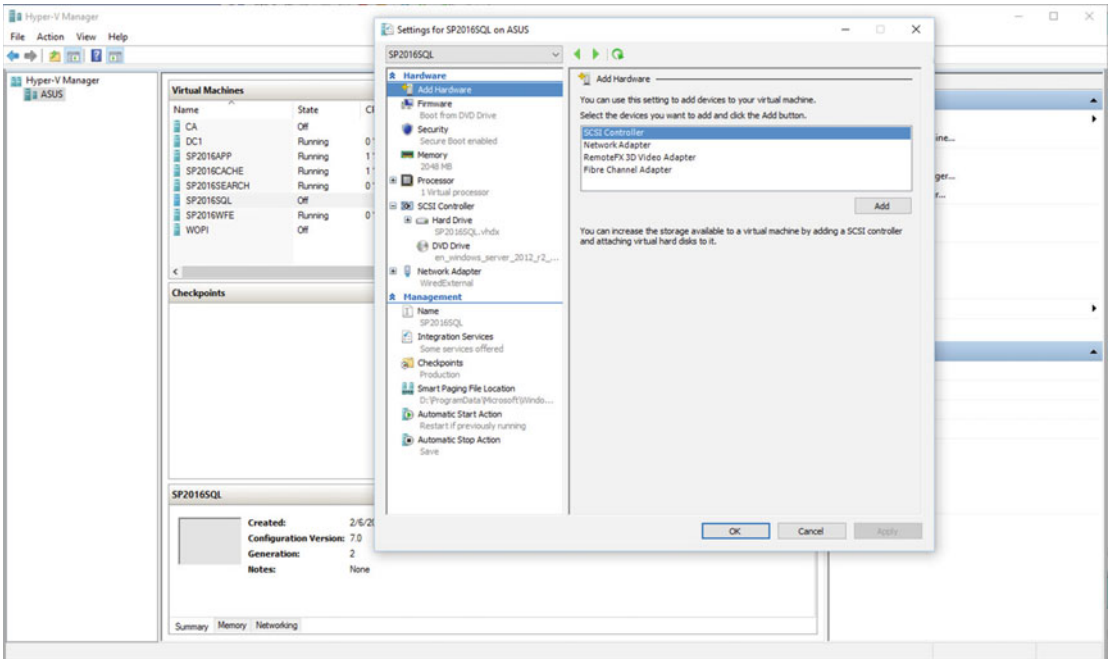 Hyper-V Manager
File Action View Help
Hyper-V Manager
ASUS
Virtual Machines
Name State
CA Off
DC1 Running
SP2016APP Running
SP2016CACHE Running
SP2016SEARCH Running
SP2016SQL Off
SP2016WFE Running
WOPI Off
Checkpoints
SP2016SQL
Created: 2/6/20
Configuration Version: 7.0
Generation: 2
Notes: None
Summary Memory Networking
Settings for SP2016SQL on ASUS
SP2016SQL
Hardware
Add Hardware
Firmware
Boot from DVD Drive
Security
Secure Boot enabled
Memory
2048 MB
Processor
1 Virtual processor
SCSI Controller
Hard Drive
SP2016SQL.vhdx
DVD Drive
en_windows_server_2012_r2_...
Network Adapter
WiredExternal
Management
Name
SP2016SQL
Integration Services
Some services offered
Checkpoints
Production
Smart Paging File Location
D:\ProgramData\Microsoft\Windo...
Automatic Start Action
Restart if previously running
Automatic Stop Action
Save
Add Hardware
You can use this setting to add devices to your virtual machine.
Select the devices you want to add and click the Add button.
SCSI Controller
Network Adapter
RemoteFX 3D Video Adapter
Fibre Channel Adapter
Add
You can increase the storage available to a virtual machine by adding a SCSI controller
and attaching virtual hard disks to it.
OK Cancel Apply
ine...
ger...